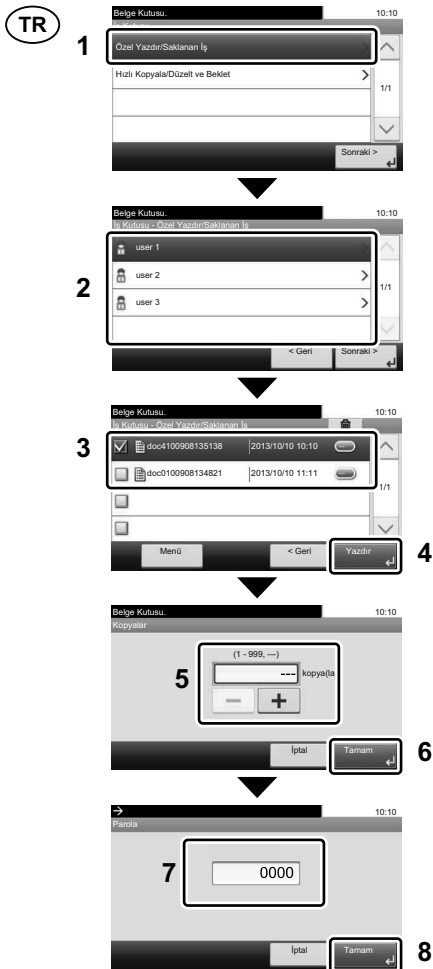 TR
Belge Kutusu. 10:10
İş Kutusu
1
Özel Yazdır/Saklanan İş
Hızlı Kopyala/Düzelt ve Beklet
1/1
Sonraki >
Belge Kutusu. 10:10
İş Kutusu - Özel Yazdır/Saklanan İş
user 1
2
user 2
1/1
user 3
< Geri Sonraki >
Belge Kutusu. 10:10
İş Kutusu - Özel Yazdır/Saklanan İş
3
doc4100908135138 2013/10/10 10:10
doc0100908134821 2013/10/10 11:11
1/1
Menü < Geri Yazdır 4
Belge Kutusu. 10:10
Kopyalar
(1 - 999, ---)
5
--- kopya(la
− +
İptal Tamam 6
10:10
Parola
7 0000
İptal Tamam 8